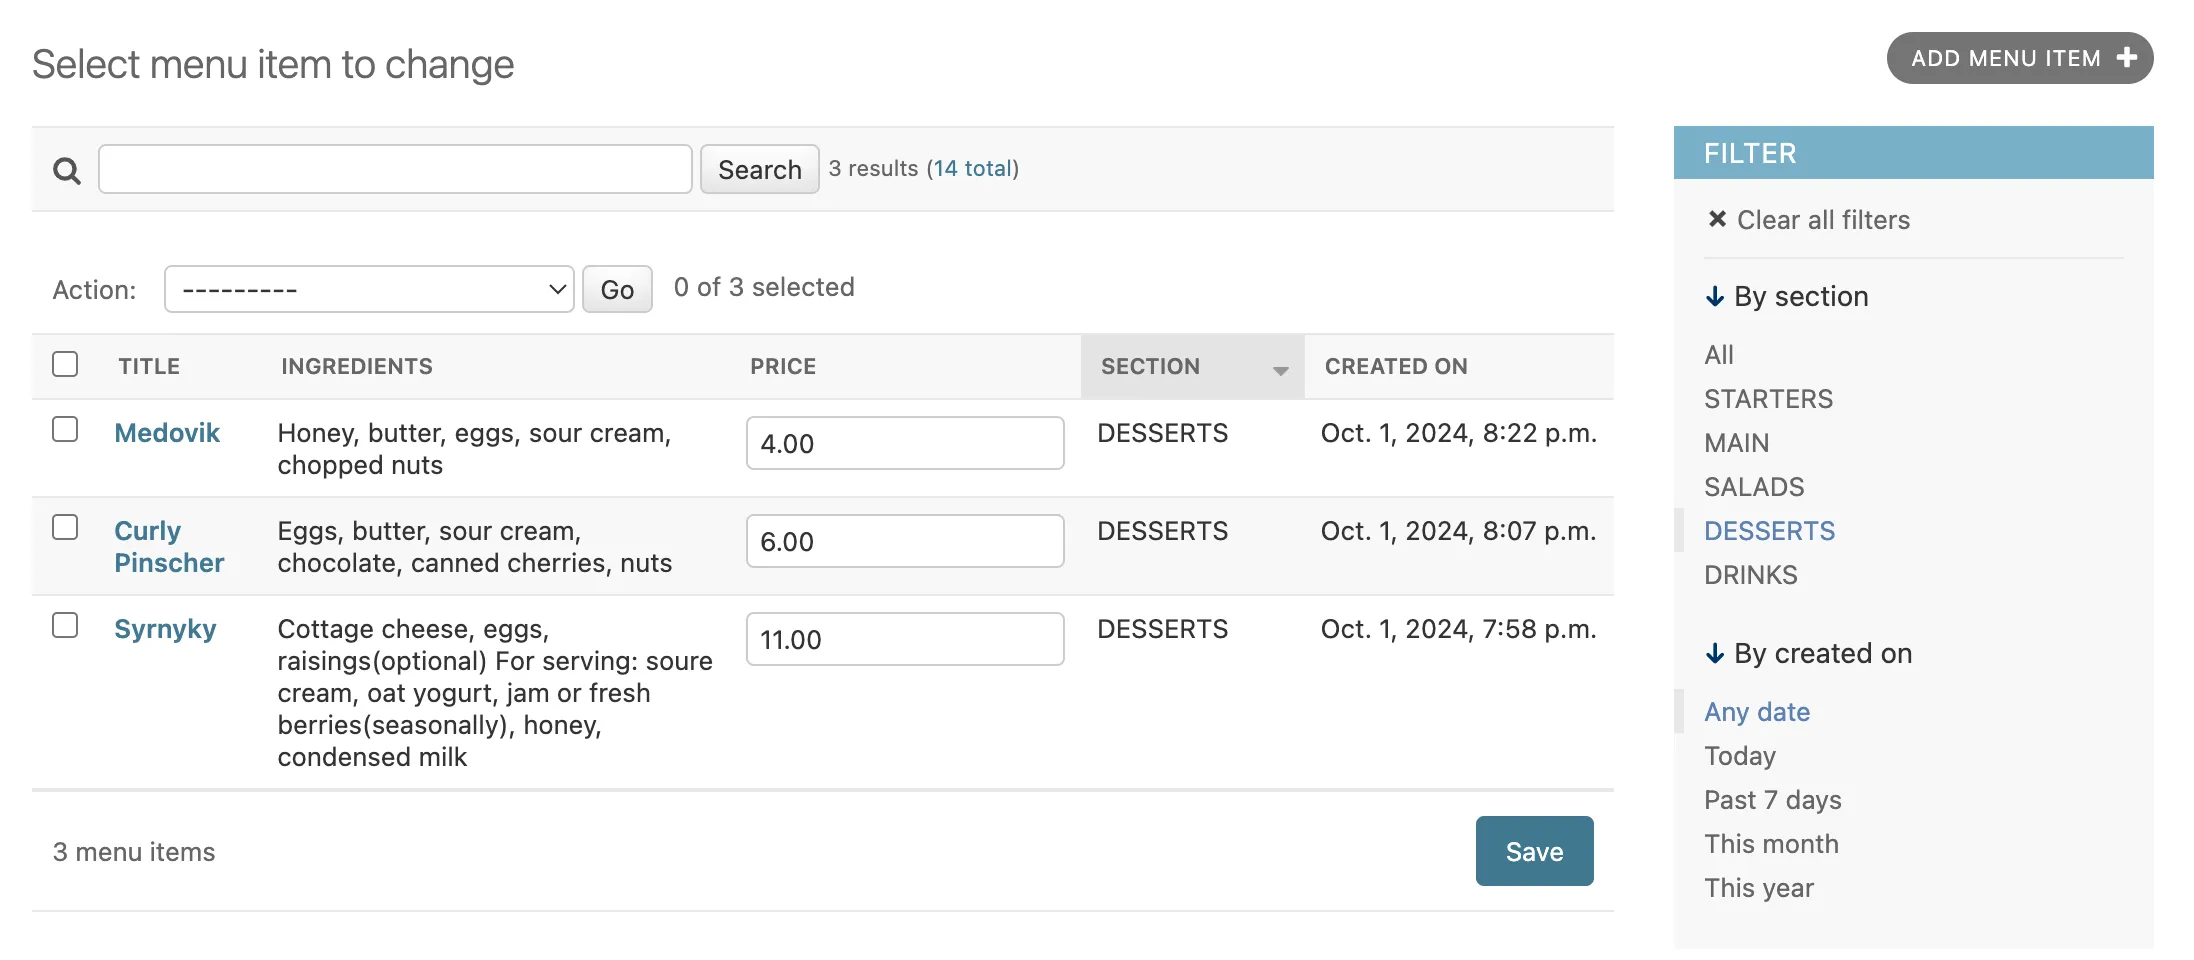 Select menu item to change
ADD MENU ITEM +
Search 3 results (14 total)
Action: --------- Go 0 of 3 selected
TITLE INGREDIENTS PRICE SECTION CREATED ON
Medovik Honey, butter, eggs, sour cream, 4.00 DESSERTS Oct. 1, 2024, 8:22 p.m.
chopped nuts
Curly Eggs, butter, sour cream, 6.00 DESSERTS Oct. 1, 2024, 8:07 p.m.
Pinscher chocolate, canned cherries, nuts
Syrnyky Cottage cheese, eggs, 11.00 DESSERTS Oct. 1, 2024, 7:58 p.m.
raisings(optional) For serving: soure
cream, oat yogurt, jam or fresh
berries(seasonally), honey,
condensed milk
3 menu items Save
FILTER
✖ Clear all filters
↓ By section
All
STARTERS
MAIN
SALADS
DESSERTS
DRINKS
↓ By created on
Any date
Today
Past 7 days
This month
This year